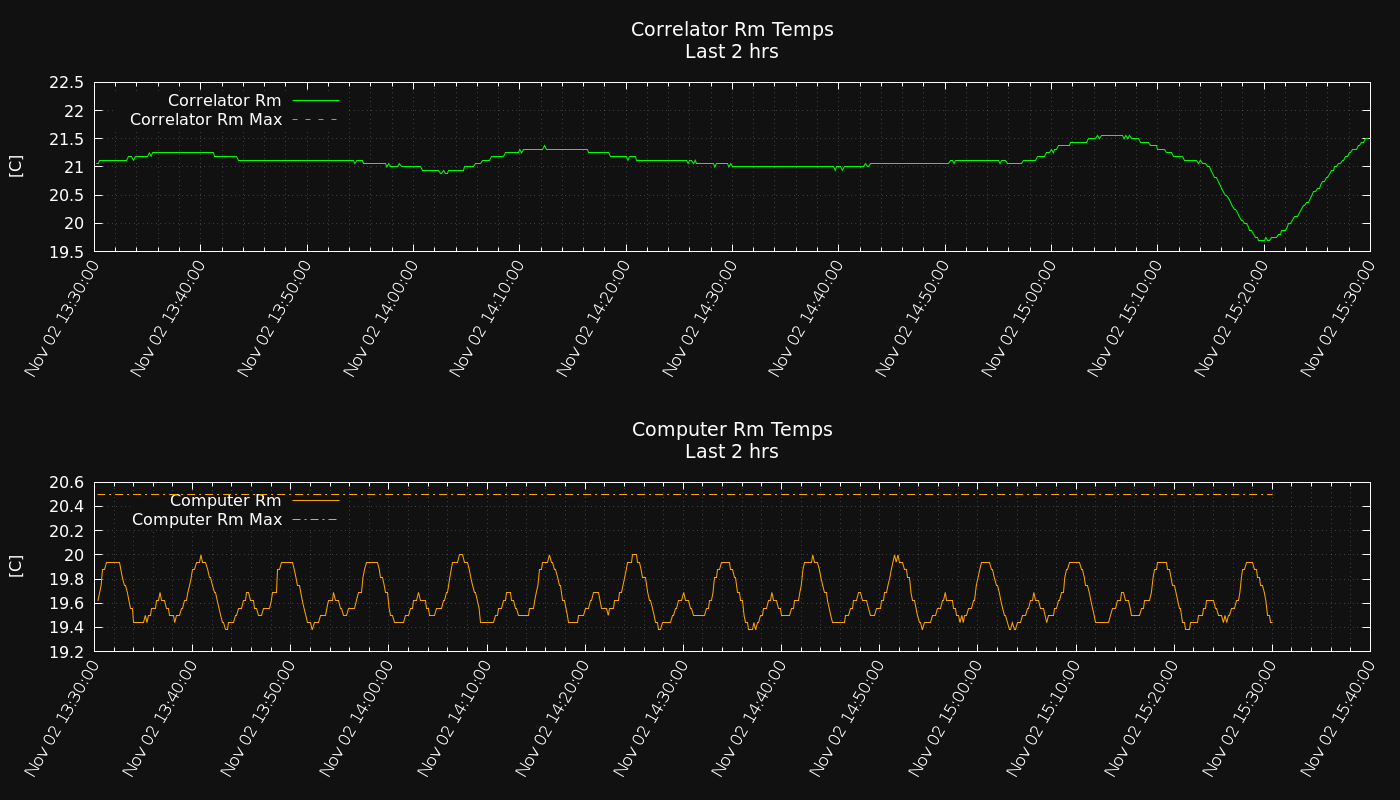 Correlator Rm Temps
Last 2 hrs
22.5
22
21.5
21
20.5
20
19.5
[C]
Correlator Rm
Correlator Rm Max
Nov 02 13:30:00
Nov 02 13:40:00
Nov 02 13:50:00
Nov 02 14:00:00
Nov 02 14:10:00
Nov 02 14:20:00
Nov 02 14:30:00
Nov 02 14:40:00
Nov 02 14:50:00
Nov 02 15:00:00
Nov 02 15:10:00
Nov 02 15:20:00
Nov 02 15:30:00
Computer Rm Temps
Last 2 hrs
20.6
20.4
20.2
20
19.8
19.6
19.4
19.2
[C]
Computer Rm
Computer Rm Max
Nov 02 13:30:00
Nov 02 13:40:00
Nov 02 13:50:00
Nov 02 14:00:00
Nov 02 14:10:00
Nov 02 14:20:00
Nov 02 14:30:00
Nov 02 14:40:00
Nov 02 14:50:00
Nov 02 15:00:00
Nov 02 15:10:00
Nov 02 15:20:00
Nov 02 15:30:00
Nov 02 15:40:00